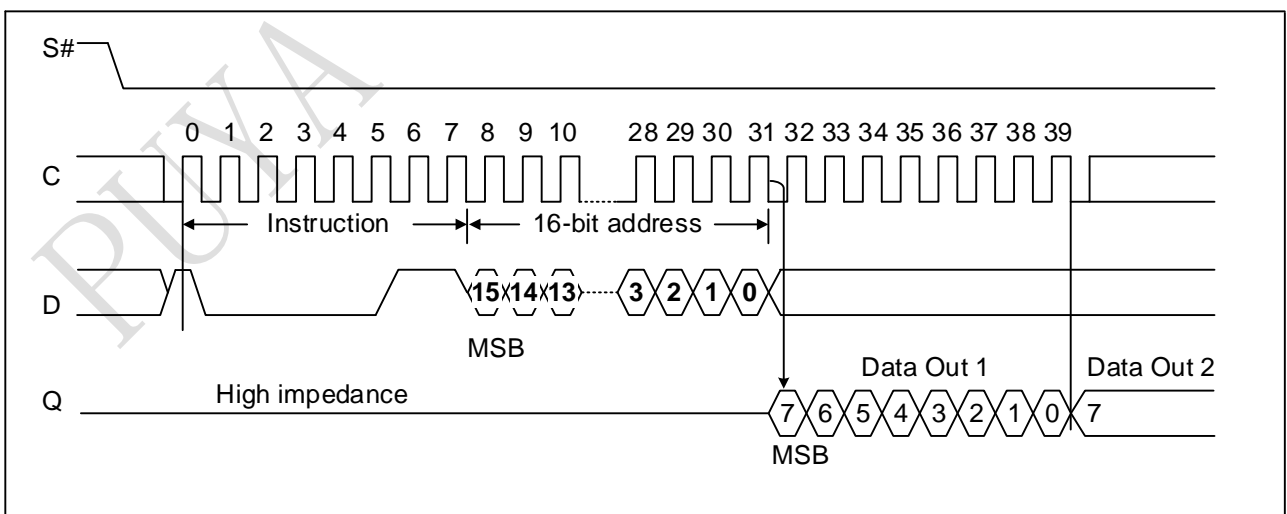 PUYA
S#
0 1 2 3 4 5 6 7 8 9 10 28 29 30 31 32 33 34 35 36 37 38 39
C
Instruction 16-bit address
D
15 14 13 3 2 1 0
MSB
Data Out 1 Data Out 2
Q
High impedance
7 6 5 4 3 2 1 0 7
MSB